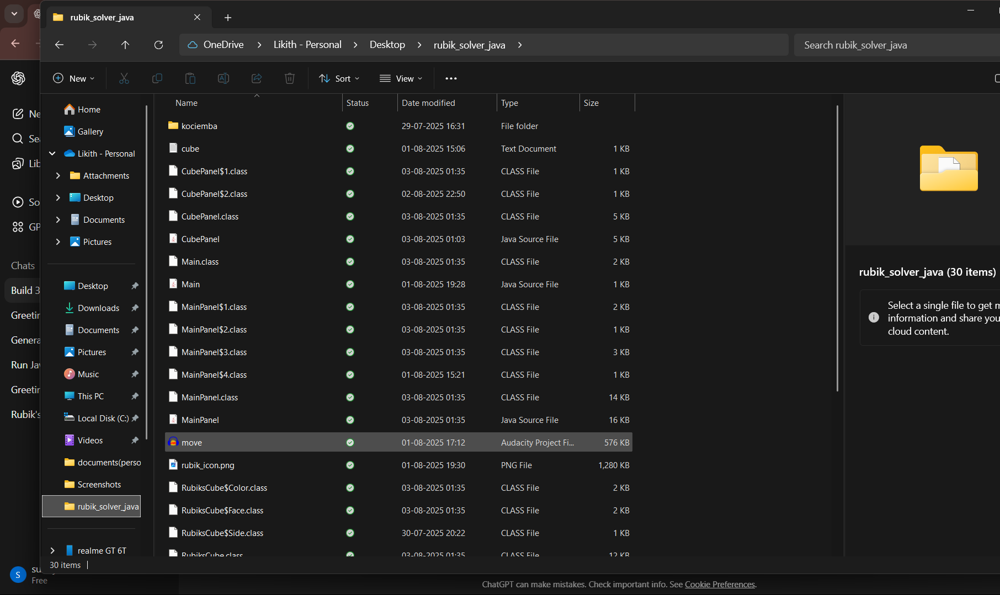 rubik_solver_java
OneDrive > Likith - Personal > Desktop > rubik_solver_java >
Search rubik_solver_java
New
Sort
View
Name Status Date modified Type Size
kociemba 29-07-2025 16:31 File folder
cube 01-08-2025 15:06 Text Document 1 KB
CubePanel$1.class 03-08-2025 01:35 CLASS File 1 KB
CubePanel$2.class 02-08-2025 22:50 CLASS File 1 KB
CubePanel.class 03-08-2025 01:35 CLASS File 5 KB
CubePanel 03-08-2025 01:03 Java Source File 5 KB
Main.class 03-08-2025 01:35 CLASS File 2 KB
Main 01-08-2025 19:28 Java Source File 1 KB
MainPanel$1.class 03-08-2025 01:35 CLASS File 2 KB
MainPanel$2.class 03-08-2025 01:35 CLASS File 1 KB
MainPanel$3.class 03-08-2025 01:35 CLASS File 3 KB
MainPanel$4.class 01-08-2025 15:21 CLASS File 1 KB
MainPanel.class 03-08-2025 01:35 CLASS File 14 KB
MainPanel 03-08-2025 01:35 Java Source File 16 KB
move 01-08-2025 17:12 Audacity Project Fi... 576 KB
rubik_icon.png 01-08-2025 19:30 PNG File 1,280 KB
RubiksCube$Color.class 03-08-2025 01:35 CLASS File 2 KB
RubiksCube$Face.class 03-08-2025 01:35 CLASS File 2 KB
RubiksCube$Side.class 30-07-2025 20:22 CLASS File 1 KB
RubiksCube.class 03-08-2025 01:35 CLASS File 12 KB
Home
Gallery
Likith - Personal
Attachments
Desktop
Documents
Pictures
Desktop
Downloads
Documents
Pictures
Music
This PC
Local Disk (C:)
Videos
documents(perso
Screenshots
rubik_solver_java
realme GT 6T
30 items
rubik_solver_java (30 items)
Select a single file to get m
information and share you
cloud content.
Ne
Sea
Lib
So
GP
Chats
Build 3
Greetin
Genera
Run Jav
Greetin
Rubik's
S
su
Free
ChatGPT can make mistakes. Check important info. See Cookie Preferences.